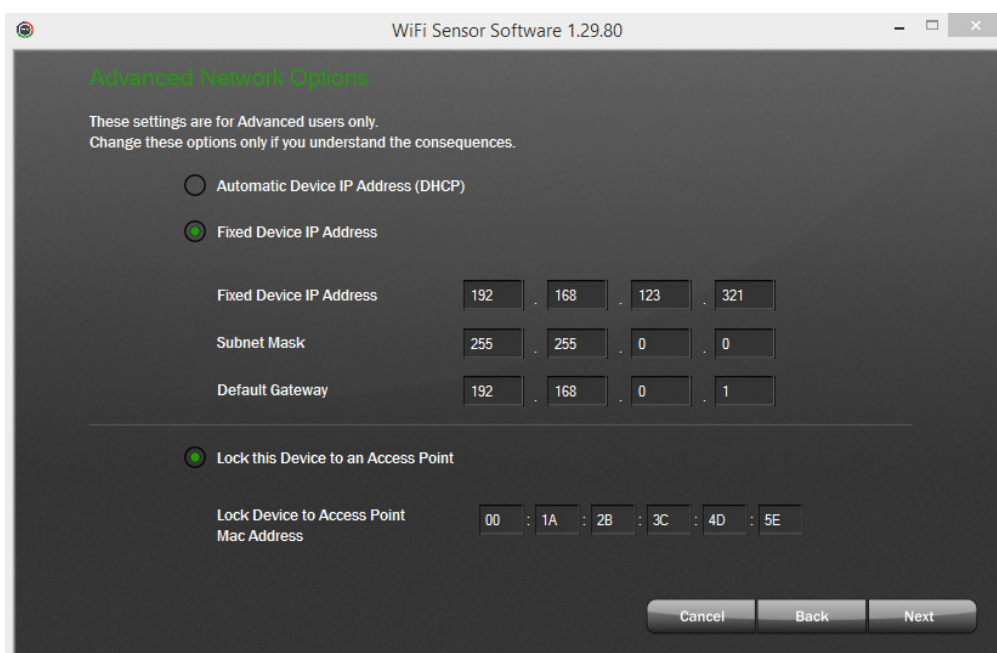 WiFi Sensor Software 1.29.80
Advanced Network Options
These settings are for Advanced users only.
Change these options only if you understand the consequences.
Automatic Device IP Address (DHCP)
Fixed Device IP Address
Fixed Device IP Address 192 . 168 . 123 . 321
Subnet Mask 255 . 255 . 0 . 0
Default Gateway 192 . 168 . 0 . 1
Lock this Device to an Access Point
Lock Device to Access Point
Mac Address 00 : 1A : 2B : 3C : 4D : 5E
Cancel Back Next